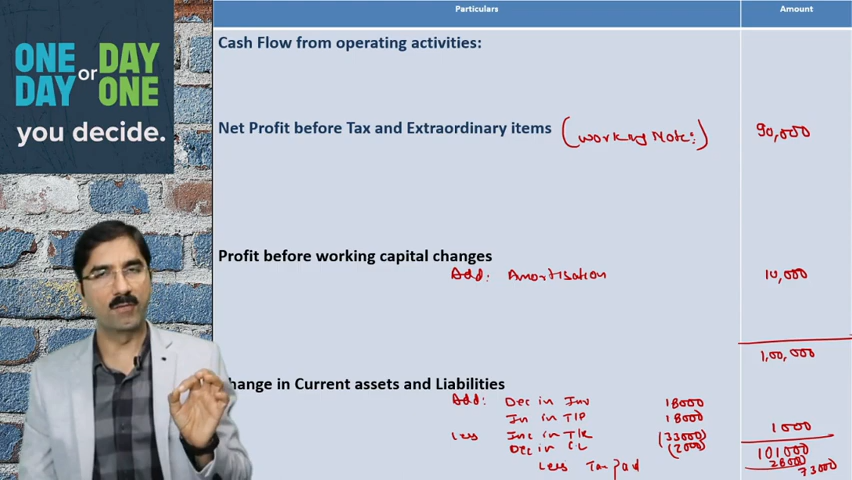 Particulars
Amount
ONE DAY or DAY ONE
you decide.
Cash Flow from operating activities:
Net Profit before Tax and Extraordinary items (Working Note:) 90,000
Profit before working capital changes
Add: Amortisation 10,000
1,00,000
hange in Current assets and Liabilities
Add: Dec in Inv 18000
In in T/P 18000
Less Inc in T/R (33000) 1000
Dec in CL (2000) 101000
Less Tax paid 28000
73000